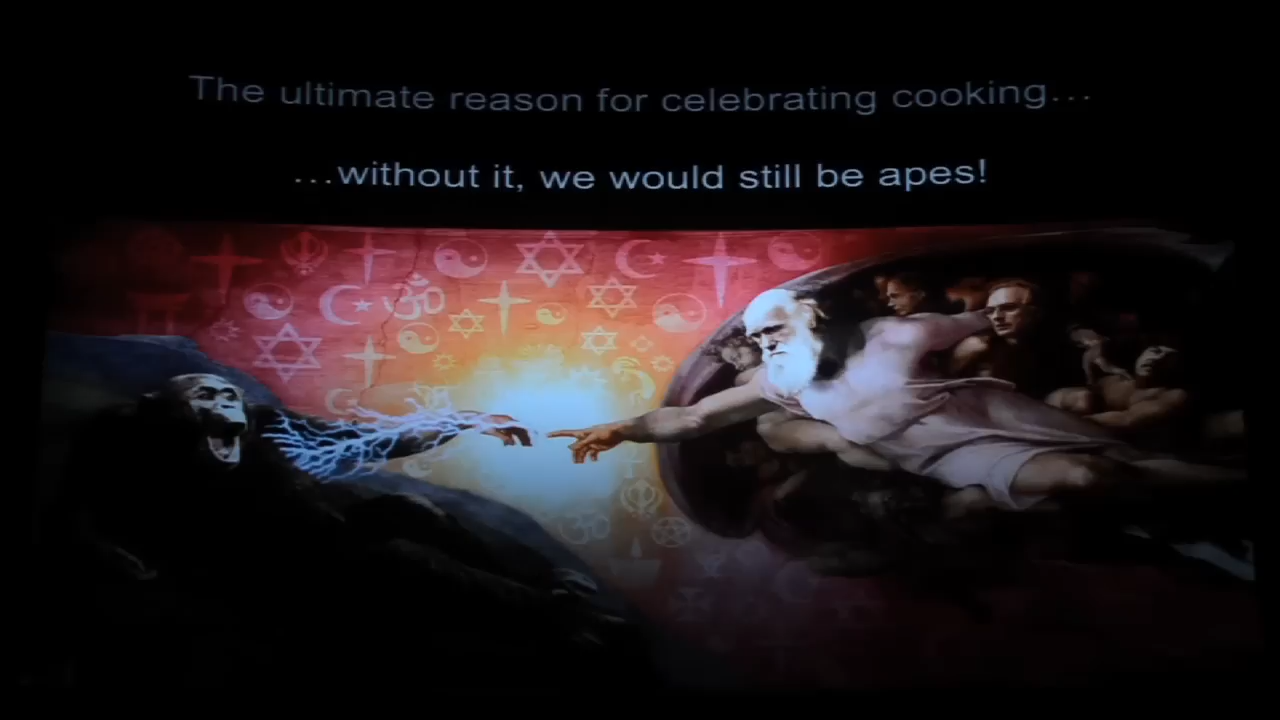 The ultimate reason for celebrating cooking...
...without it, we would still be apes!